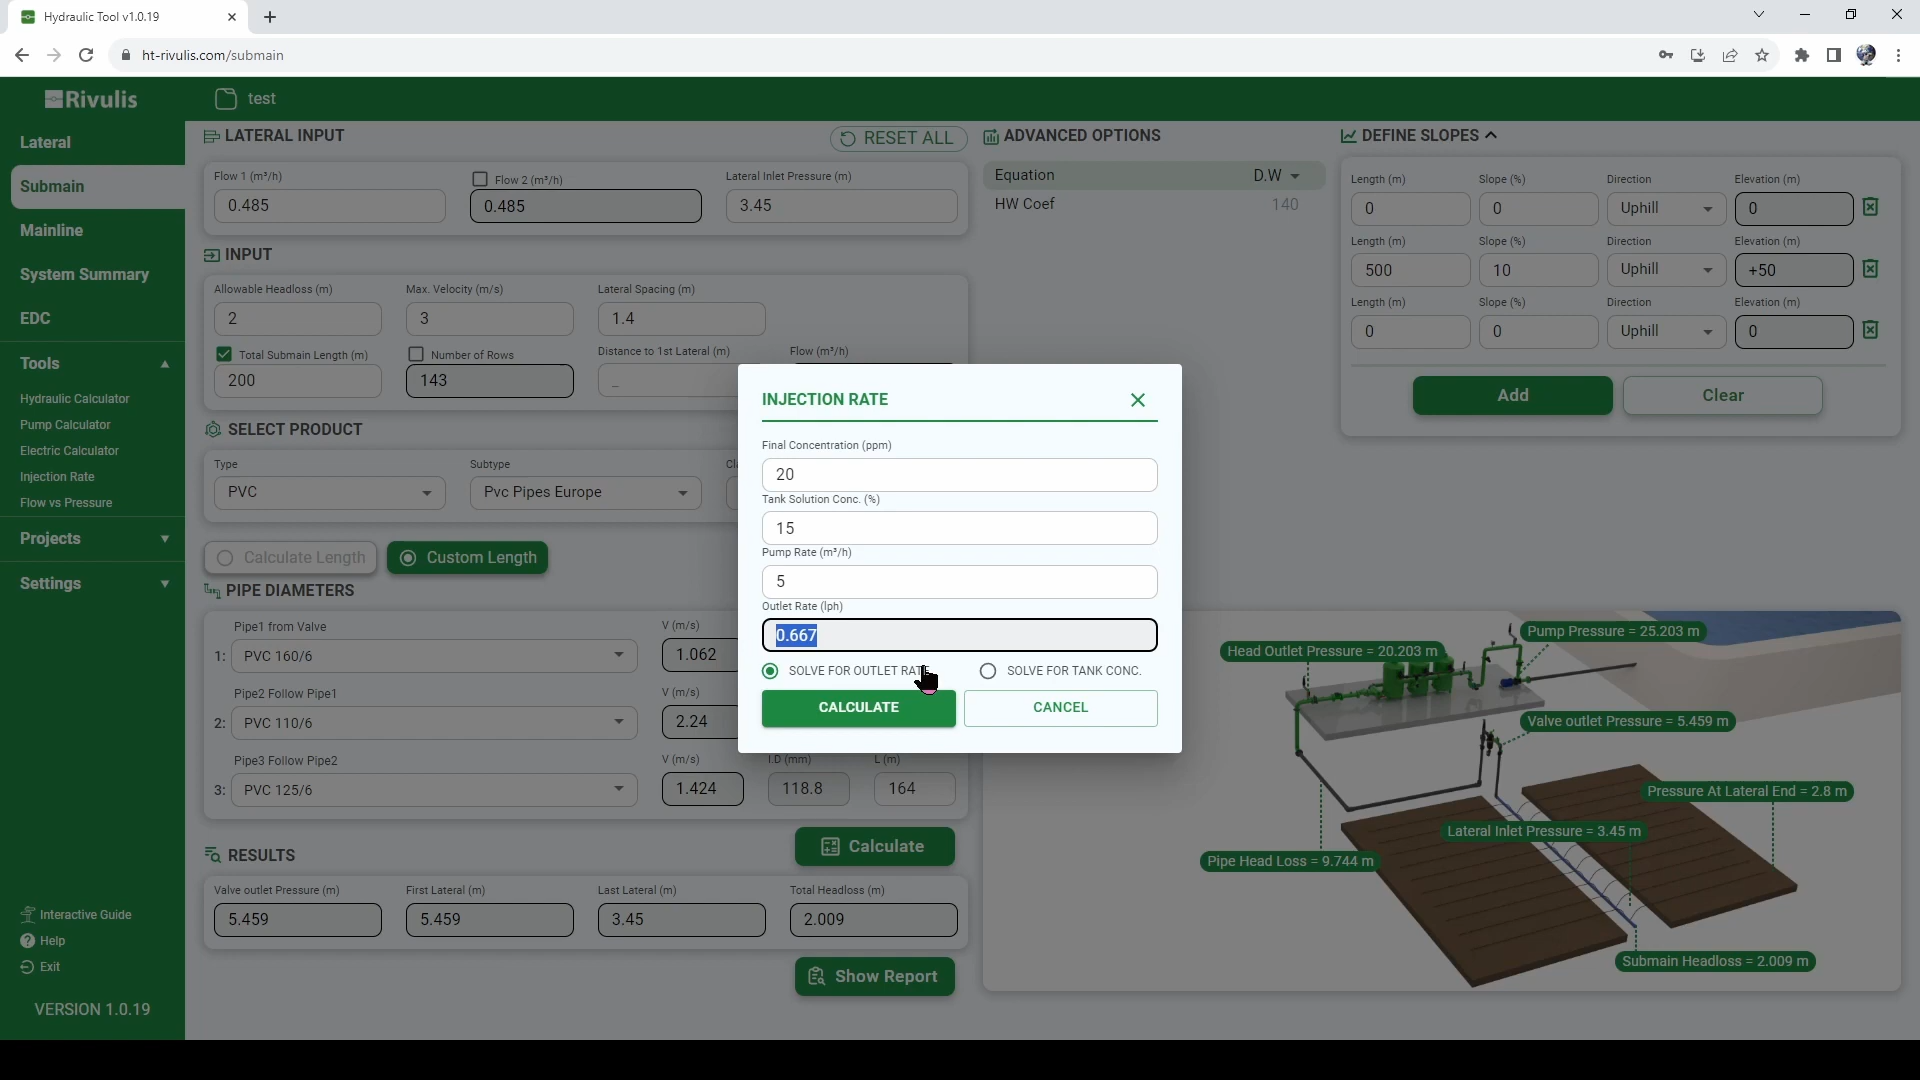 Hydraulic Tool v1.0.19
ht-rivulis.com/submain
Rivulis
test
Lateral
Submain
Mainline
System Summary
EDC
Tools
Hydraulic Calculator
Pump Calculator
Electric Calculator
Injection Rate
Flow vs Pressure
Projects
Settings
Interactive Guide
Help
Exit
VERSION 1.0.19
LATERAL INPUT
RESET ALL
Flow 1 (m³/h)
Flow 2 (m³/h)
Lateral Inlet Pressure (m)
0.485
0.485
3.45
INPUT
Allowable Headloss (m)
Max. Velocity (m/s)
Lateral Spacing (m)
2
3
1.4
Total Submain Length (m)
Number of Rows
Distance to 1st Lateral (m)
Flow (m³/h)
200
143
_
SELECT PRODUCT
Type
Subtype
PVC
Pvc Pipes Europe
Calculate Length
Custom Length
PIPE DIAMETERS
Pipe1 from Valve
V (m/s)
1:
PVC 160/6
1.062
Pipe2 Follow Pipe1
V (m/s)
2:
PVC 110/6
2.24
Pipe3 Follow Pipe2
V (m/s)
I.D (mm)
L (m)
3:
PVC 125/6
1.424
118.8
164
Calculate
RESULTS
Valve outlet Pressure (m)
First Lateral (m)
Last Lateral (m)
Total Headloss (m)
5.459
5.459
3.45
2.009
Show Report
ADVANCED OPTIONS
Equation
D.W
HW Coef
140
DEFINE SLOPES
Length (m)
Slope (%)
Direction
Elevation (m)
0
0
Uphill
0
Length (m)
Slope (%)
Direction
Elevation (m)
500
10
Uphill
+50
Length (m)
Slope (%)
Direction
Elevation (m)
0
0
Uphill
0
Add
Clear
INJECTION RATE
Final Concentration (ppm)
20
Tank Solution Conc. (%)
15
Pump Rate (m³/h)
5
Outlet Rate (lph)
0.667
SOLVE FOR OUTLET RATE
SOLVE FOR TANK CONC.
CALCULATE
CANCEL
Pump Pressure = 25.203 m
Head Outlet Pressure = 20.203 m
Valve outlet Pressure = 5.459 m
Pressure At Lateral End = 2.8 m
Lateral Inlet Pressure = 3.45 m
Pipe Head Loss = 9.744 m
Submain Headloss = 2.009 m